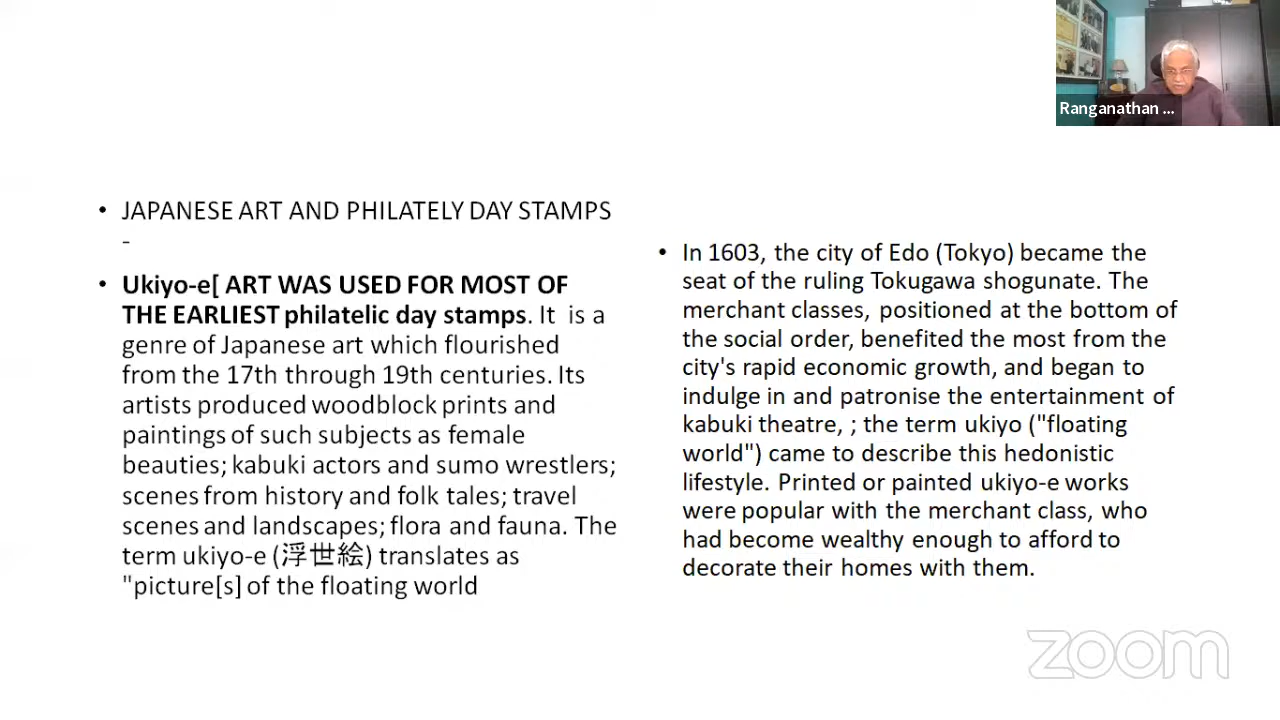 Ranganathan ...
• JAPANESE ART AND PHILATELY DAY STAMPS
-
• Ukiyo-e[ ART WAS USED FOR MOST OF
THE EARLIEST philatelic day stamps. It is a
genre of Japanese art which flourished
from the 17th through 19th centuries. Its
artists produced woodblock prints and
paintings of such subjects as female
beauties; kabuki actors and sumo wrestlers;
scenes from history and folk tales; travel
scenes and landscapes; flora and fauna. The
term ukiyo-e (浮世絵) translates as
"picture[s] of the floating world
• In 1603, the city of Edo (Tokyo) became the
seat of the ruling Tokugawa shogunate. The
merchant classes, positioned at the bottom of
the social order, benefited the most from the
city's rapid economic growth, and began to
indulge in and patronise the entertainment of
kabuki theatre, ; the term ukiyo ("floating
world") came to describe this hedonistic
lifestyle. Printed or painted ukiyo-e works
were popular with the merchant class, who
had become wealthy enough to afford to
decorate their homes with them.
zoom